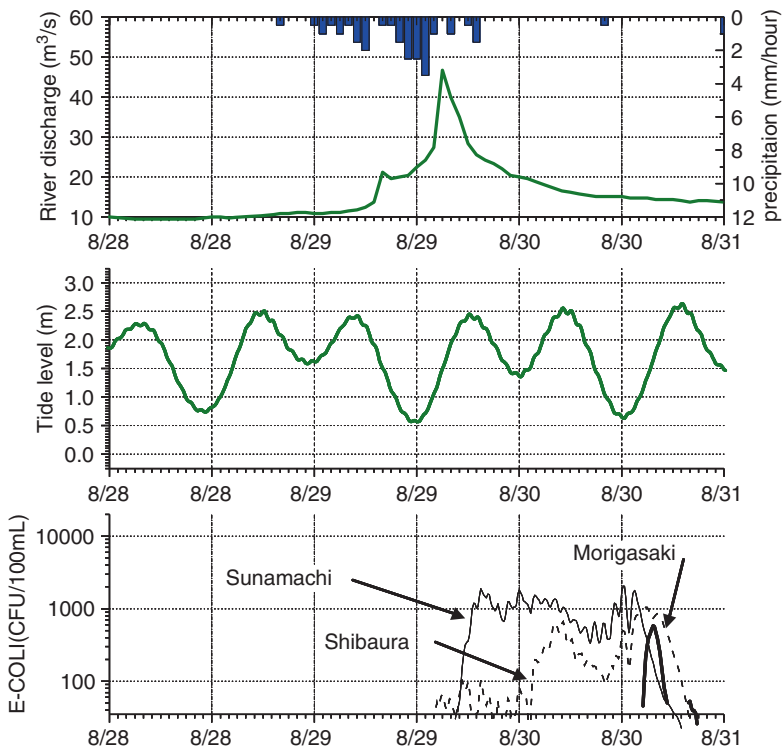 60
50
40
30
20
10
River discharge (m³/s)
0
2
4
6
8
10
12
precipitaion (mm/hour)
8/28 8/28 8/29 8/29 8/30 8/30 8/31
3.0
2.5
2.0
1.5
1.0
0.5
0.0
Tide level (m)
8/28 8/28 8/29 8/29 8/30 8/30 8/31
10000
1000
100
E-COLI(CFU/100mL)
Morigasaki
Sunamachi
Shibaura
8/28 8/28 8/29 8/29 8/30 8/30 8/31